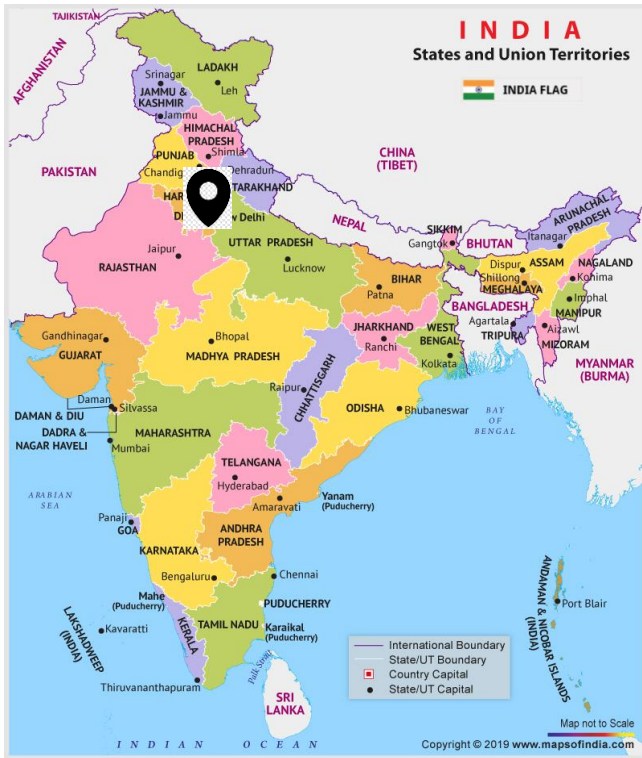 INDIA
States and Union Territories
INDIA FLAG
TAJIKISTAN
AFGHANISTAN
PAKISTAN
CHINA
(TIBET)
NEPAL
BHUTAN
BANGLADESH
MYANMAR
(BURMA)
SRI
LANKA
LADAKH
Leh
Srinagar
JAMMU &
KASHMIR
Jammu
HIMACHAL
PRADESH
Shimla
PUNJAB
Chandig
Dehradun
TARAKHAND
HAR
DE
w Delhi
UTTAR PRADESH
Lucknow
Jaipur
RAJASTHAN
BIHAR
Patna
SIKKIM
Gangtok
ARUNACHAL
PRADESH
Itanagar
ASSAM
Dispur
NAGALAND
Kohima
Shillong
MEGHALAYA
Imphal
MANIPUR
Agartala
TRIPURA
Aizawl
MIZORAM
Gandhinagar
GUJARAT
Bhopal
MADHYA PRADESH
JHARKHAND
Ranchi
WEST
BENGAL
Kolkata
Raipur
CHHATTISGARH
ODISHA
Bhubaneswar
Daman
Silvassa
DAMAN & DIU
DADRA &
NAGAR HAVELI
MAHARASHTRA
Mumbai
TELANGANA
Hyderabad
Yanam
(Puducherry)
Amaravati
ANDHRA
PRADESH
Panaji
GOA
KARNATAKA
Bengaluru
Chennai
Mahe
(Puducherry)
PUDUCHERRY
TAMIL NADU
Karaikal
(Puducherry)
KERALA
Thiruvananthapuram
LAKSHADWEEP
(INDIA)
Kavaratti
Palk Strait
ANDAMAN & NICOBAR ISLANDS
(INDIA)
Port Blair
BAY
OF
BENGAL
ARABIAN
SEA
INDIAN OCEAN
International Boundary
State/UT Boundary
Country Capital
State/UT Capital
Map not to Scale
Copyright © 2019 www.mapsofindia.com